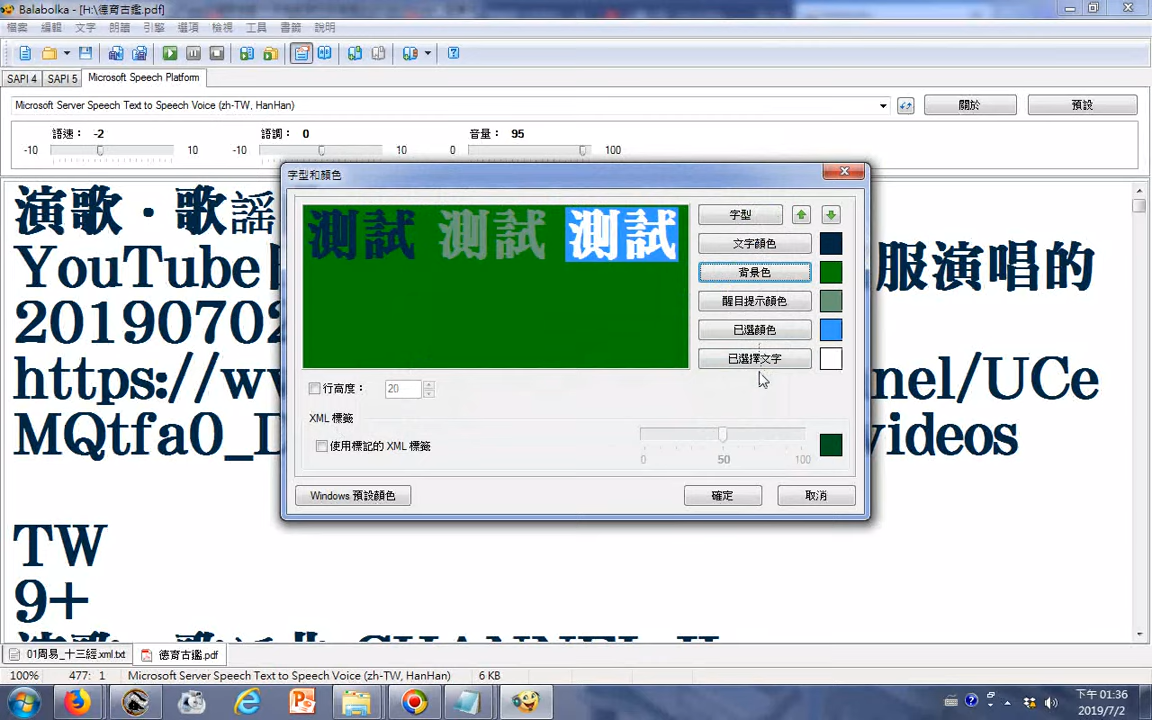 Balabolka - [H:\德育古鑑.pdf]
檔案 編輯 文字 朗讀 引擎 選項 檢視 工具 書籤 說明
SAPI 4 SAPI 5 Microsoft Speech Platform
Microsoft Server Speech Text to Speech Voice (zh-TW, HanHan) 關於 預設
語速： -2 語調： 0 音量： 95
-10 10 -10 10 0 100
字型和顏色
演歌・歌謠
YouTube 服演唱的
20190702
https://w nel/UCe
MQtfa0_ videos
TW
9+
測試 測試 測試
字型
文字顏色
背景色
醒目提示顏色
已選顏色
已選擇文字
行高度： 20
XML 標籤
使用標記的 XML 標籤
0 50 100
Windows 預設顏色 確定 取消
01周易_十三經.xml.txt 德育古鑑.pdf
100% 477: 1 Microsoft Server Speech Text to Speech Voice (zh-TW, HanHan) 6 KB
下午 01:36
2019/7/2